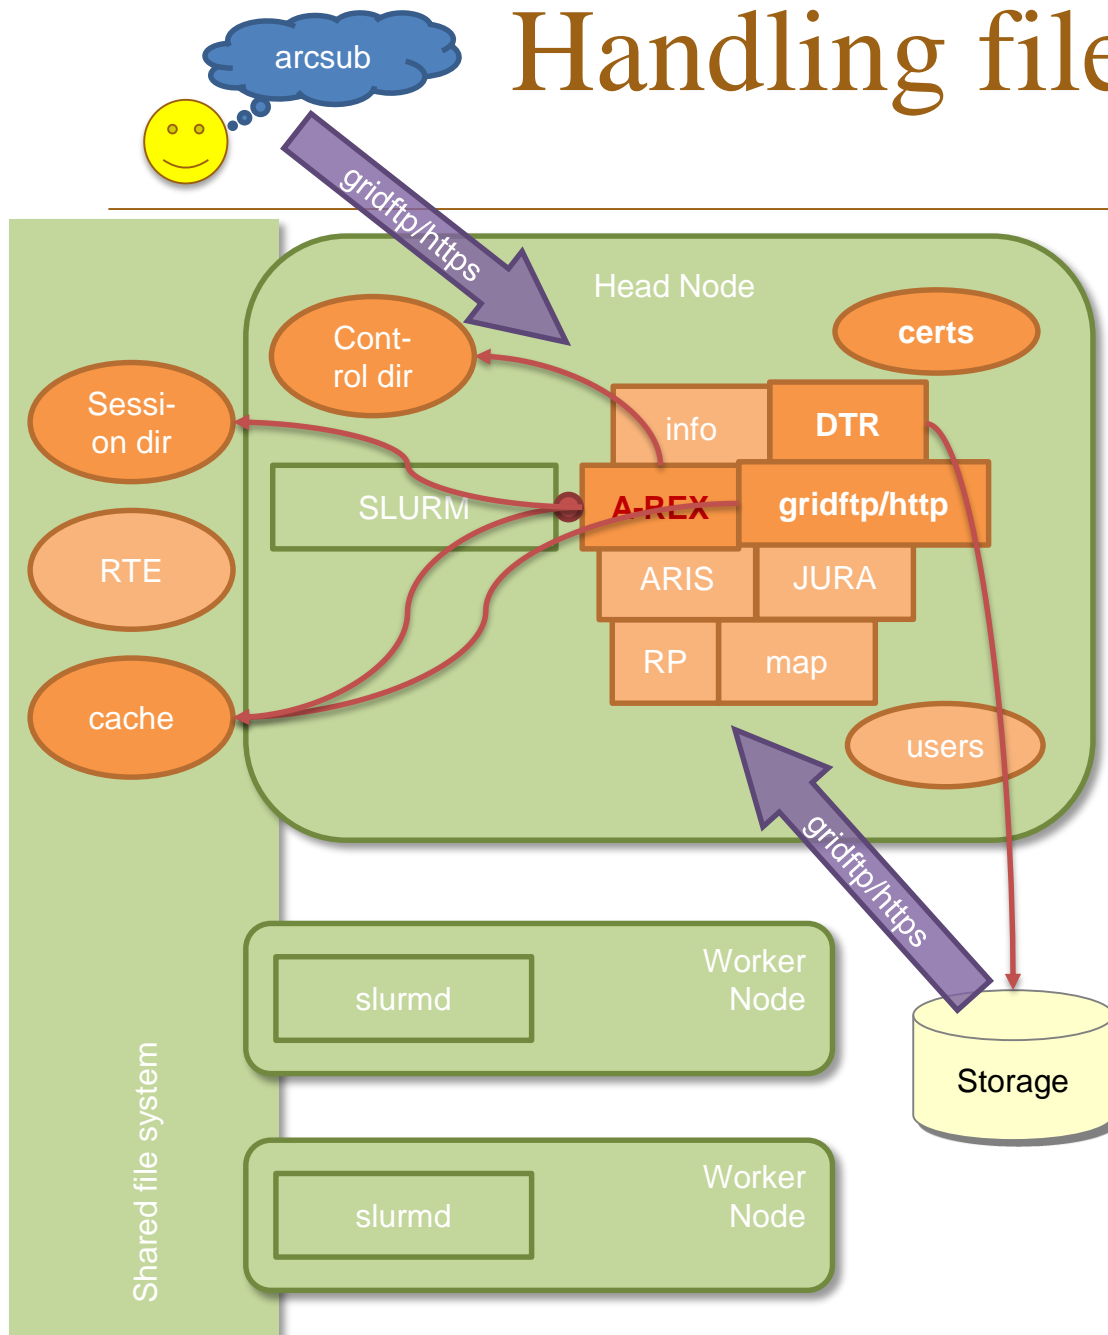 arcsub
Handling file
gridftp/https
Head Node
Cont-
rol dir
certs
Sessi-
on dir
info
DTR
SLURM
A-REX
gridftp/http
RTE
ARIS
JURA
RP
map
cache
users
gridftp/https
Worker
Node
slurmd
Storage
Shared file system
Worker
Node
slurmd